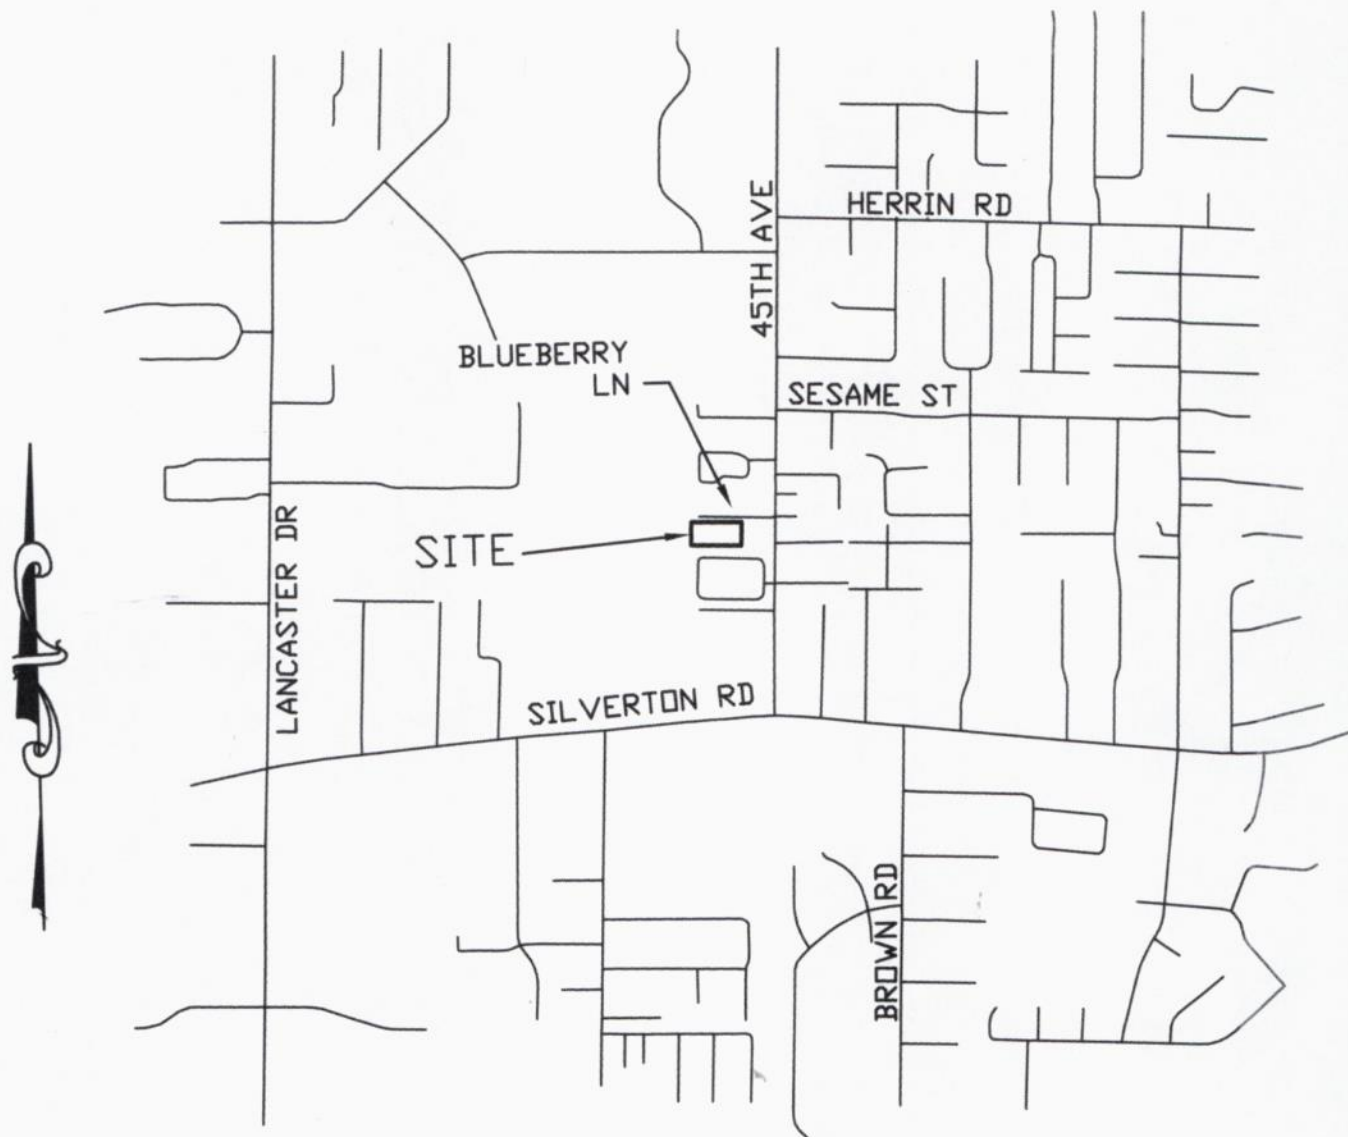 HERRIN RD
45TH AVE
BLUEBERRY
LN
SESAME ST
SITE
LANCASTER DR
SILVERTON RD
BROWN RD